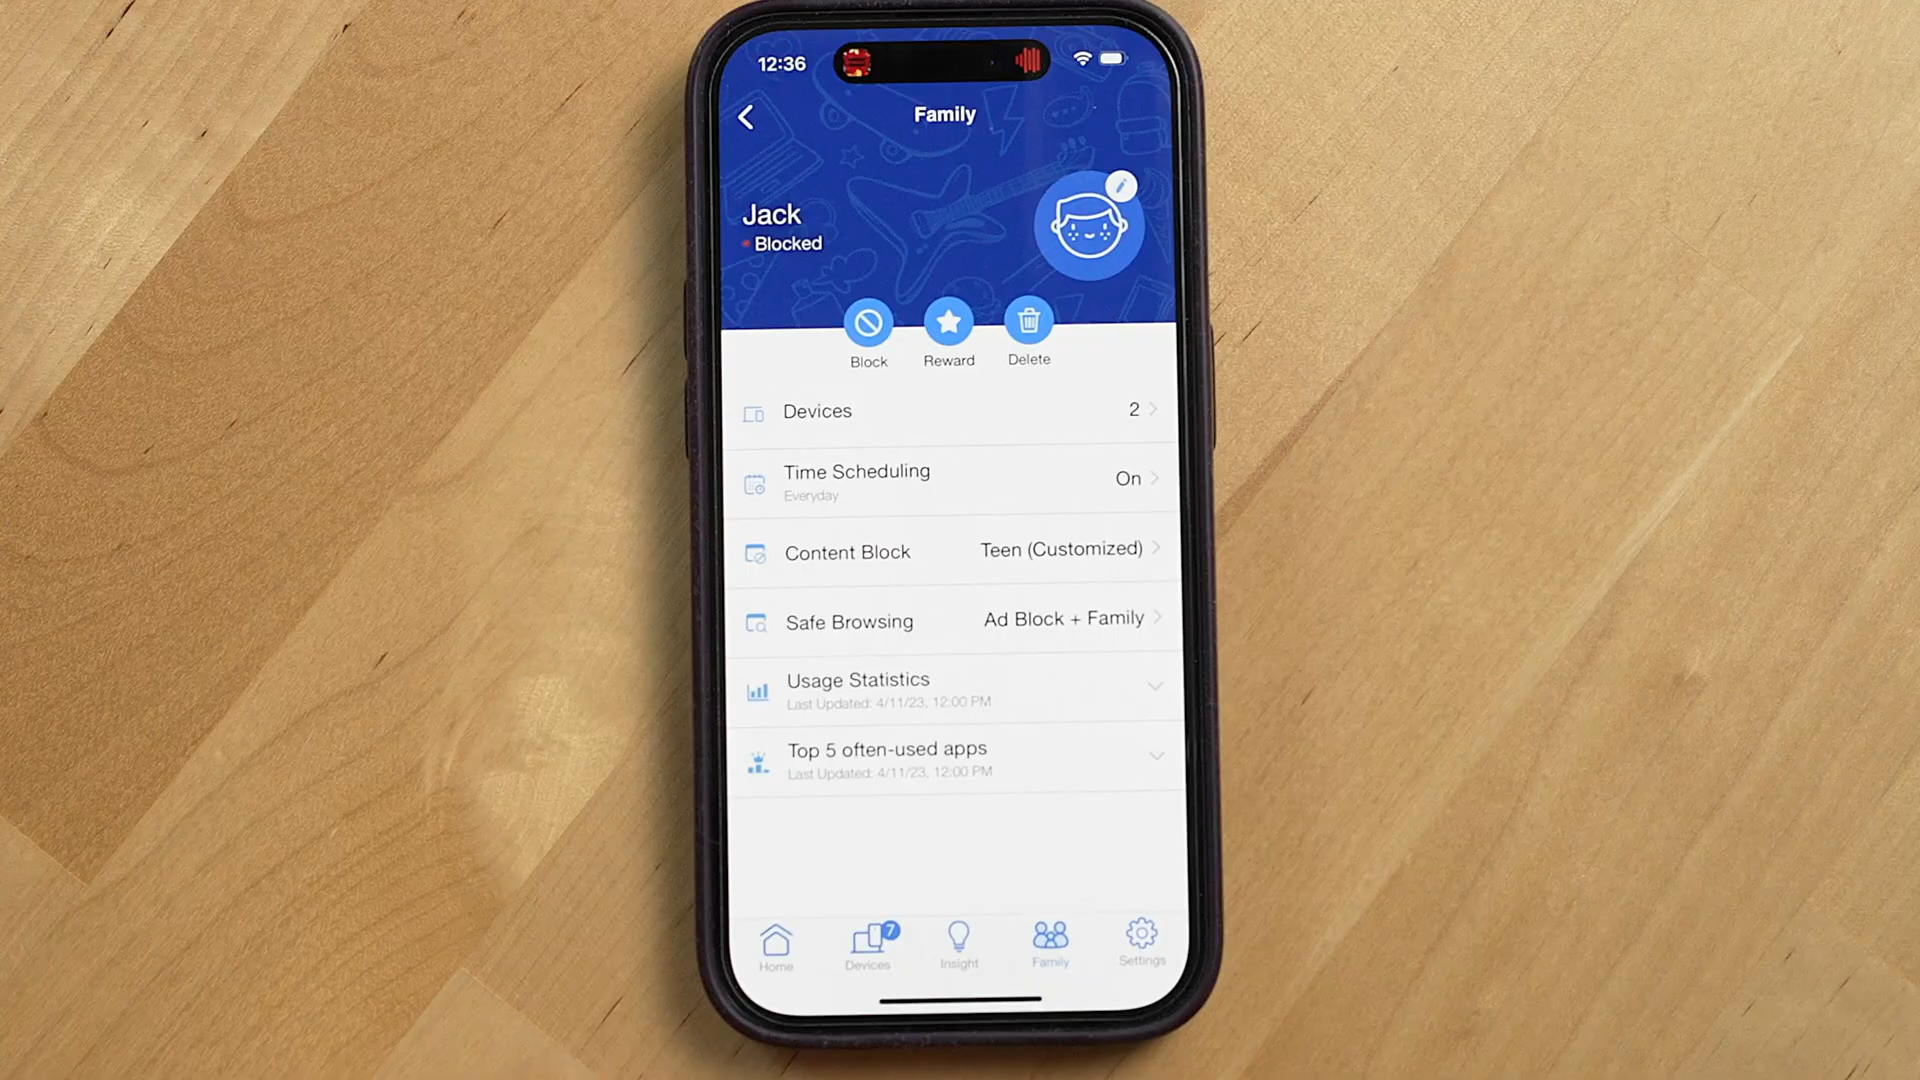 12:36
Family
Jack
Blocked
Block
Reward
Delete
Devices
2
Time Scheduling
Everyday
On
Content Block
Teen (Customized)
Safe Browsing
Ad Block + Family
Usage Statistics
Last Updated: 4/11/23, 12:00 PM
Top 5 often-used apps
Last Updated: 4/11/23, 12:00 PM
7
Home
Devices
Insight
Family
Settings